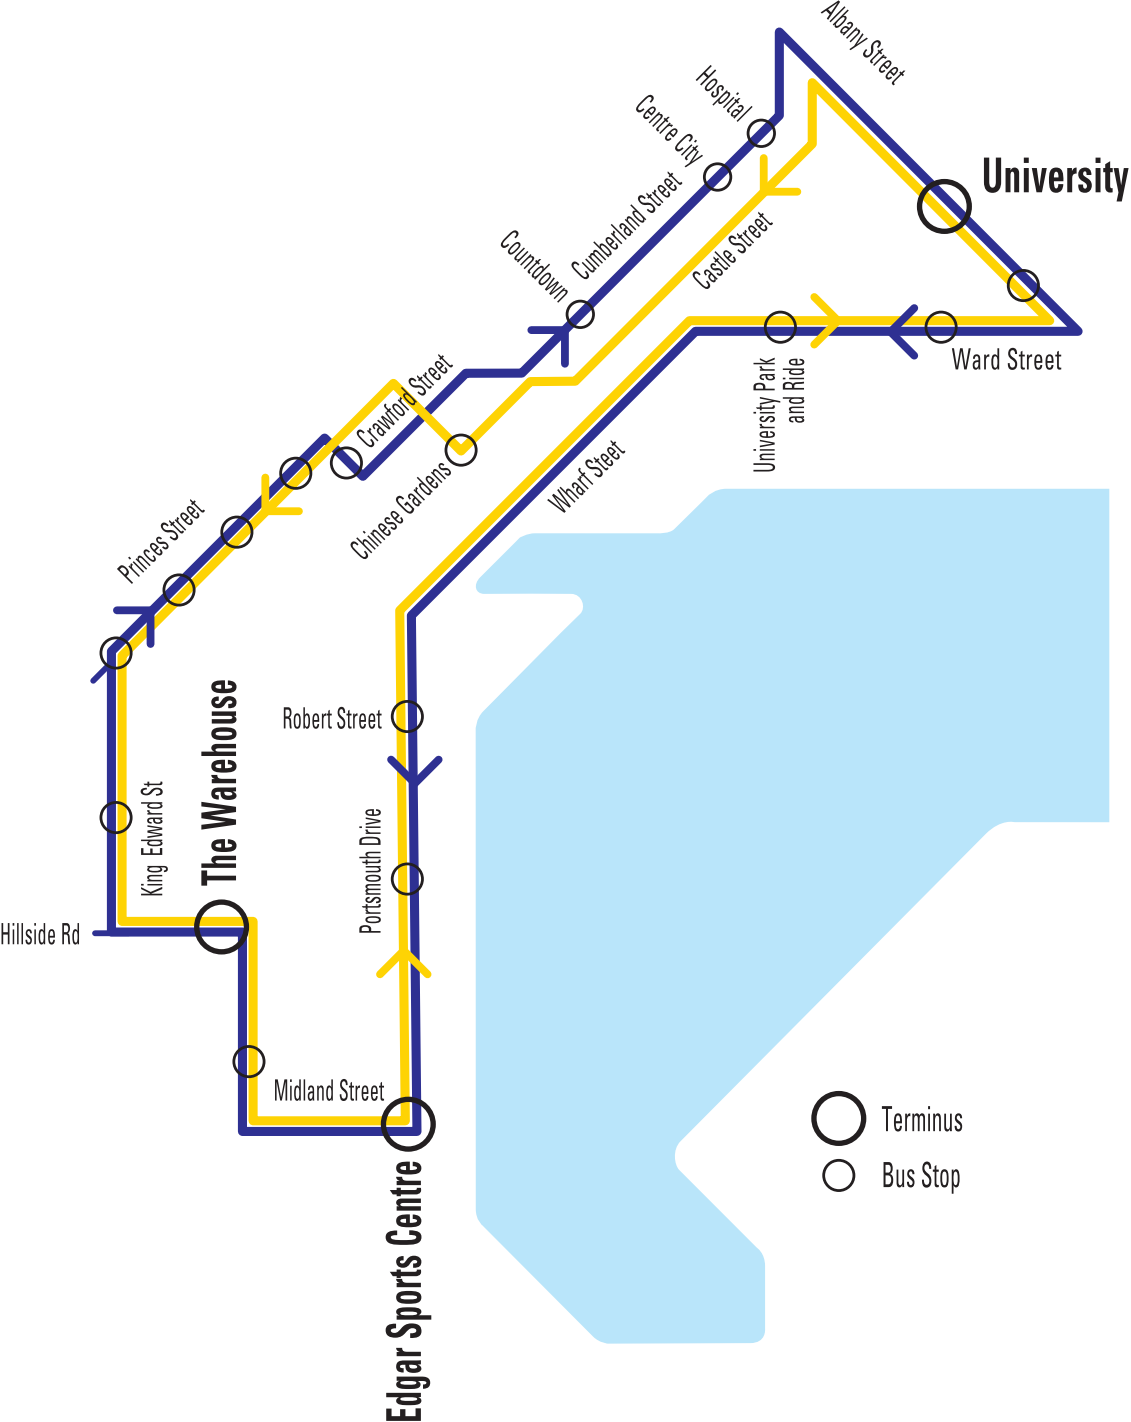 Albany Street
Hospital
Centre City
University
Cumberland Street
Castle Street
Countdown
Ward Street
University Park
and Ride
Crawford Street
Chinese Gardens
Wharf Steet
Princes Street
Robert Street
The Warehouse
King Edward St
Portsmouth Drive
Hillside Rd
Midland Street
Edgar Sports Centre
Terminus
Bus Stop